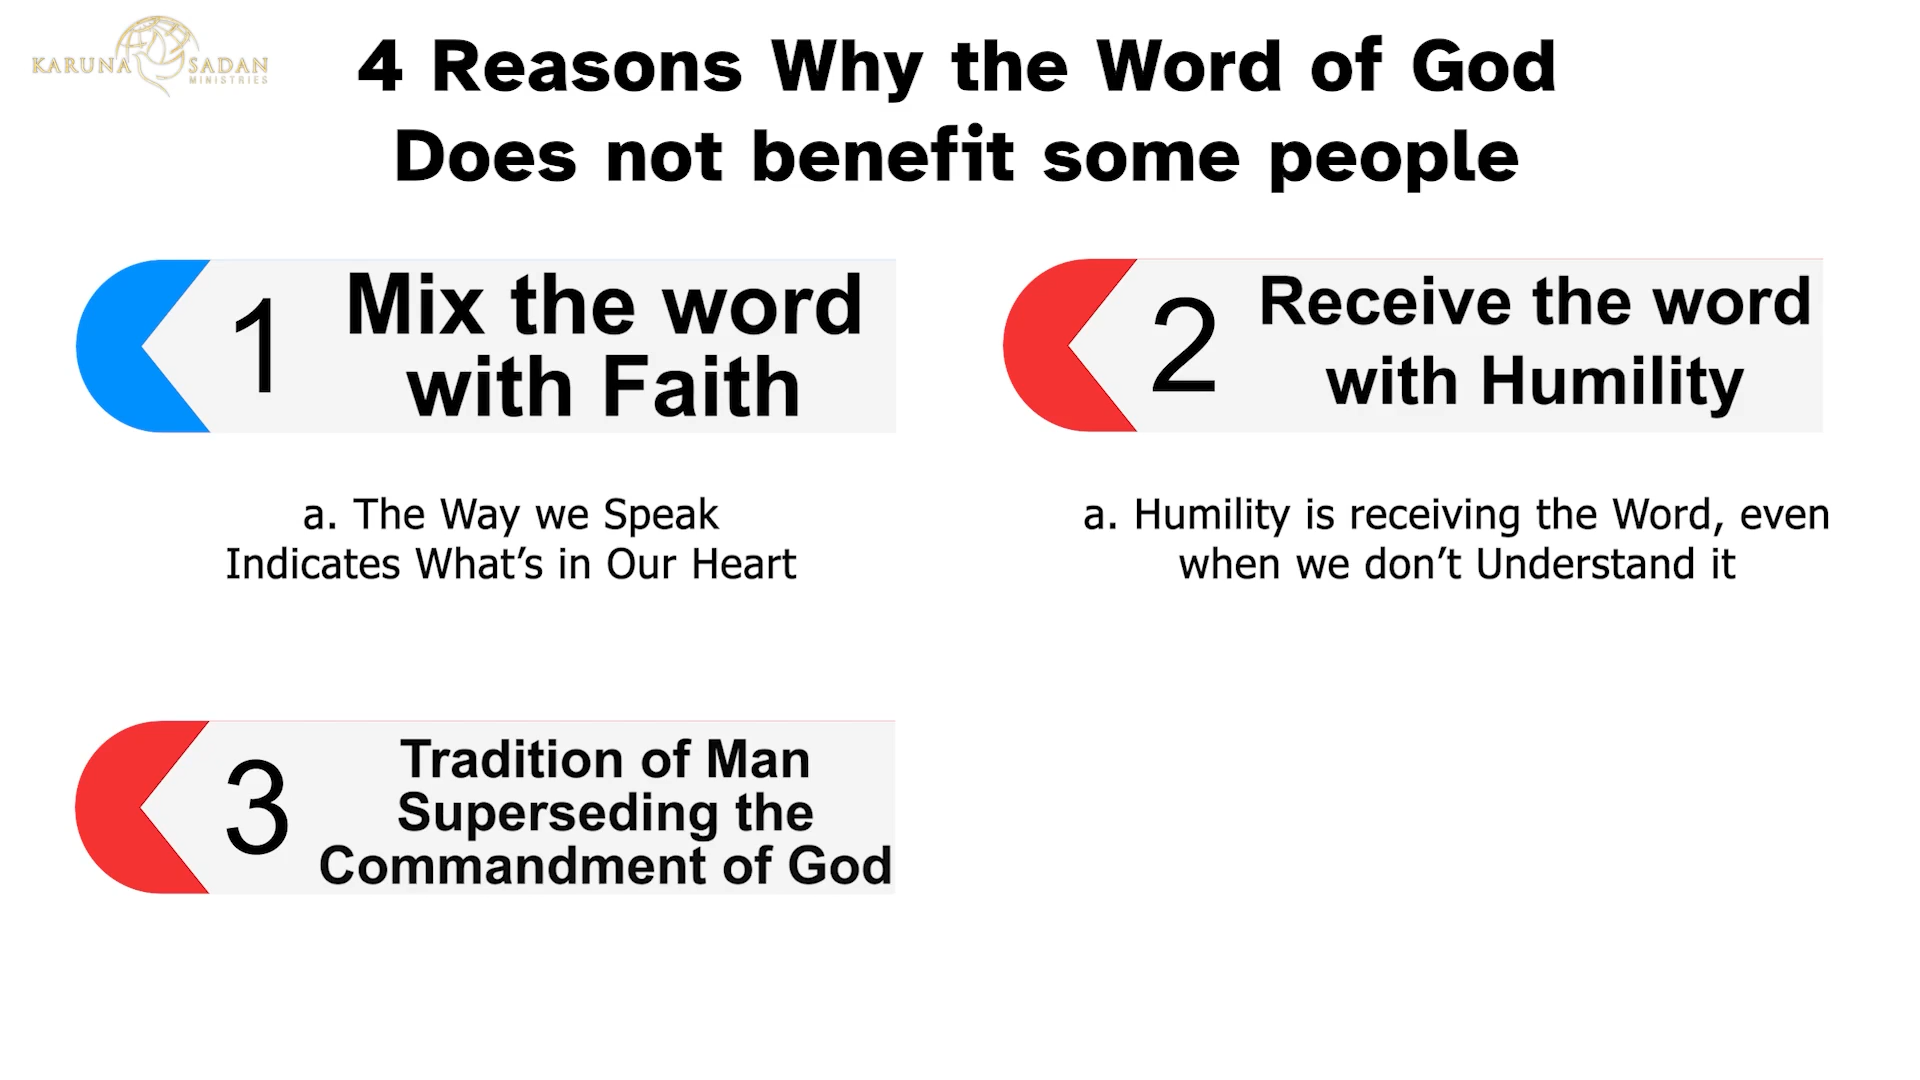 KARUNA SADAN
MINISTRIES
4 Reasons Why the Word of God
Does not benefit some people
1
Mix the word
with Faith
2
Receive the word
with Humility
a. The Way we Speak
Indicates What’s in Our Heart
a. Humility is receiving the Word, even
when we don’t Understand it
3
Tradition of Man
Superseding the
Commandment of God